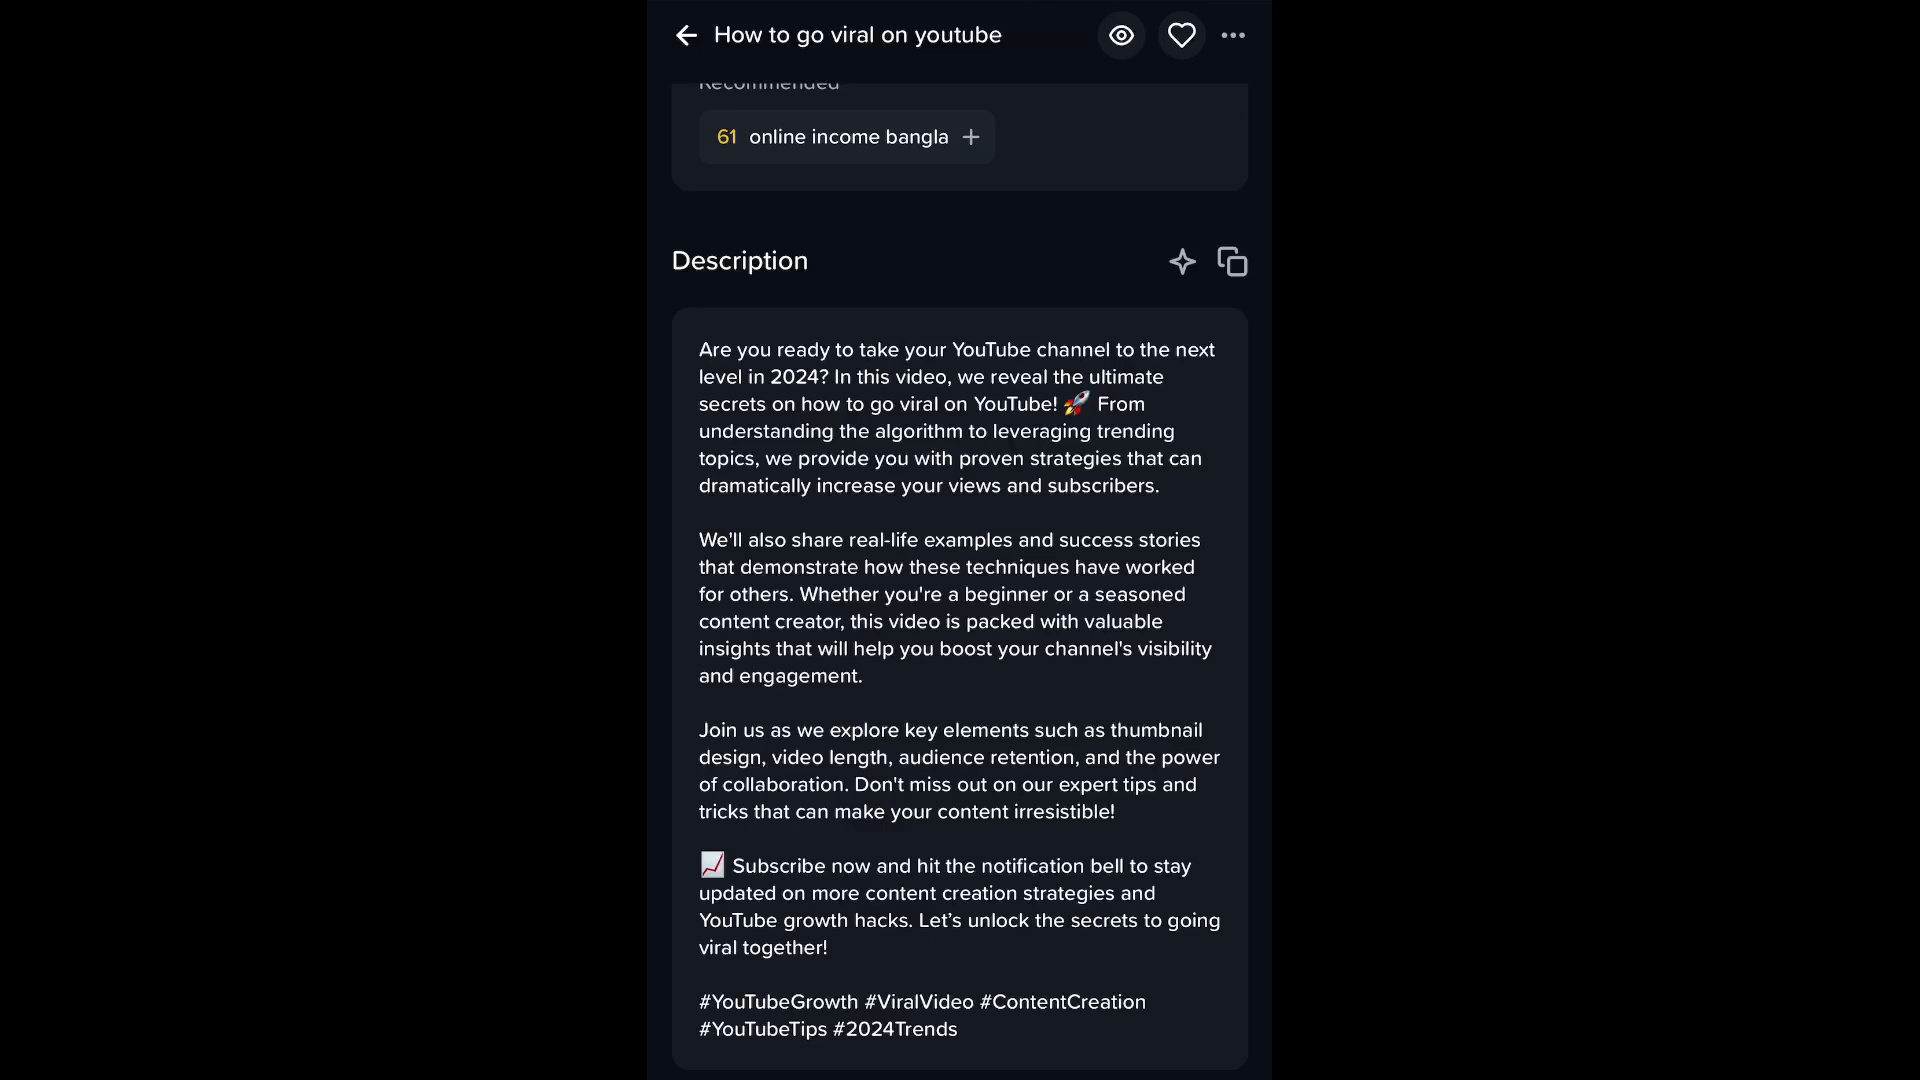 How to go viral on youtube
Recommended
61 online income bangla +
Description
Are you ready to take your YouTube channel to the next
level in 2024? In this video, we reveal the ultimate
secrets on how to go viral on YouTube! 🚀 From
understanding the algorithm to leveraging trending
topics, we provide you with proven strategies that can
dramatically increase your views and subscribers.
We'll also share real-life examples and success stories
that demonstrate how these techniques have worked
for others. Whether you're a beginner or a seasoned
content creator, this video is packed with valuable
insights that will help you boost your channel's visibility
and engagement.
Join us as we explore key elements such as thumbnail
design, video length, audience retention, and the power
of collaboration. Don't miss out on our expert tips and
tricks that can make your content irresistible!
📈 Subscribe now and hit the notification bell to stay
updated on more content creation strategies and
YouTube growth hacks. Let’s unlock the secrets to going
viral together!
#YouTubeGrowth #ViralVideo #ContentCreation
#YouTubeTips #2024Trends